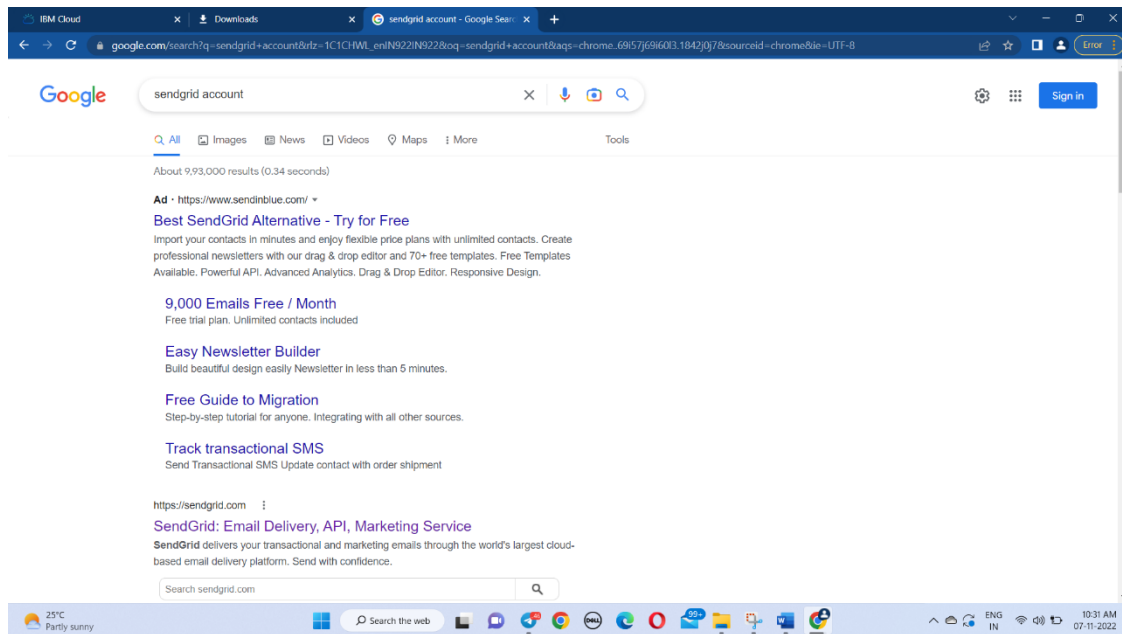 IBM Cloud
Downloads
sendgrid account - Google Searc
google.com/search?q=sendgrid+account&rlz=1C1CHWL_enIN922IN922&oq=sendgrid+account&aqs=chrome..69i57j69i60l3.1842j0j7&sourceid=chrome&ie=UTF-8
Error
Google
sendgrid account
Sign in
All Images News Videos Maps More Tools
About 9,93,000 results (0.34 seconds)
Ad · https://www.sendinblue.com/
Best SendGrid Alternative - Try for Free
Import your contacts in minutes and enjoy flexible price plans with unlimited contacts. Create
professional newsletters with our drag & drop editor and 70+ free templates. Free Templates
Available. Powerful API. Advanced Analytics. Drag & Drop Editor. Responsive Design.
9,000 Emails Free / Month
Free trial plan. Unlimited contacts included
Easy Newsletter Builder
Build beautiful design easily Newsletter in less than 5 minutes.
Free Guide to Migration
Step-by-step tutorial for anyone. Integrating with all other sources.
Track transactional SMS
Send Transactional SMS Update contact with order shipment
https://sendgrid.com
SendGrid: Email Delivery, API, Marketing Service
SendGrid delivers your transactional and marketing emails through the world's largest cloud-
based email delivery platform. Send with confidence.
Search sendgrid.com
25°C
Partly sunny
Search the web
DELL
99+
ENG
IN
10:31 AM
07-11-2022